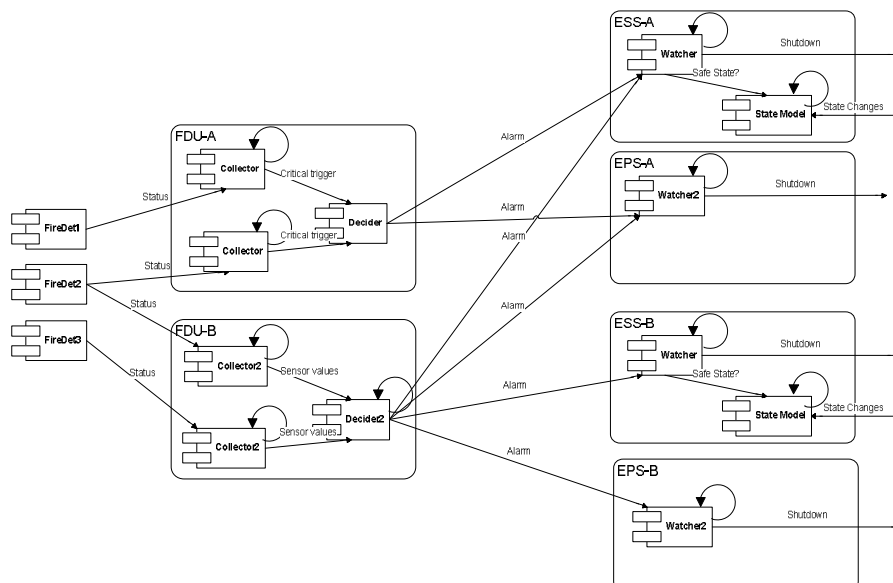 ESS-A
Watcher
Shutdown
Safe State?
State Model
State Changes
FDU-A
Collector
Critical trigger
Alarm
EPS-A
Status
Watcher2
Shutdown
FireDet1
Decider
Alarm
Collector
Critical trigger
Alarm
Status
FireDet2
Status
Alarm
FireDet3
FDU-B
ESS-B
Watcher
Shutdown
Collector2
Sensor values
Status
Safe State?
Alarm
State Model
State Changes
Decider2
Collector2
Sensor values
Alarm
EPS-B
Watcher2
Shutdown